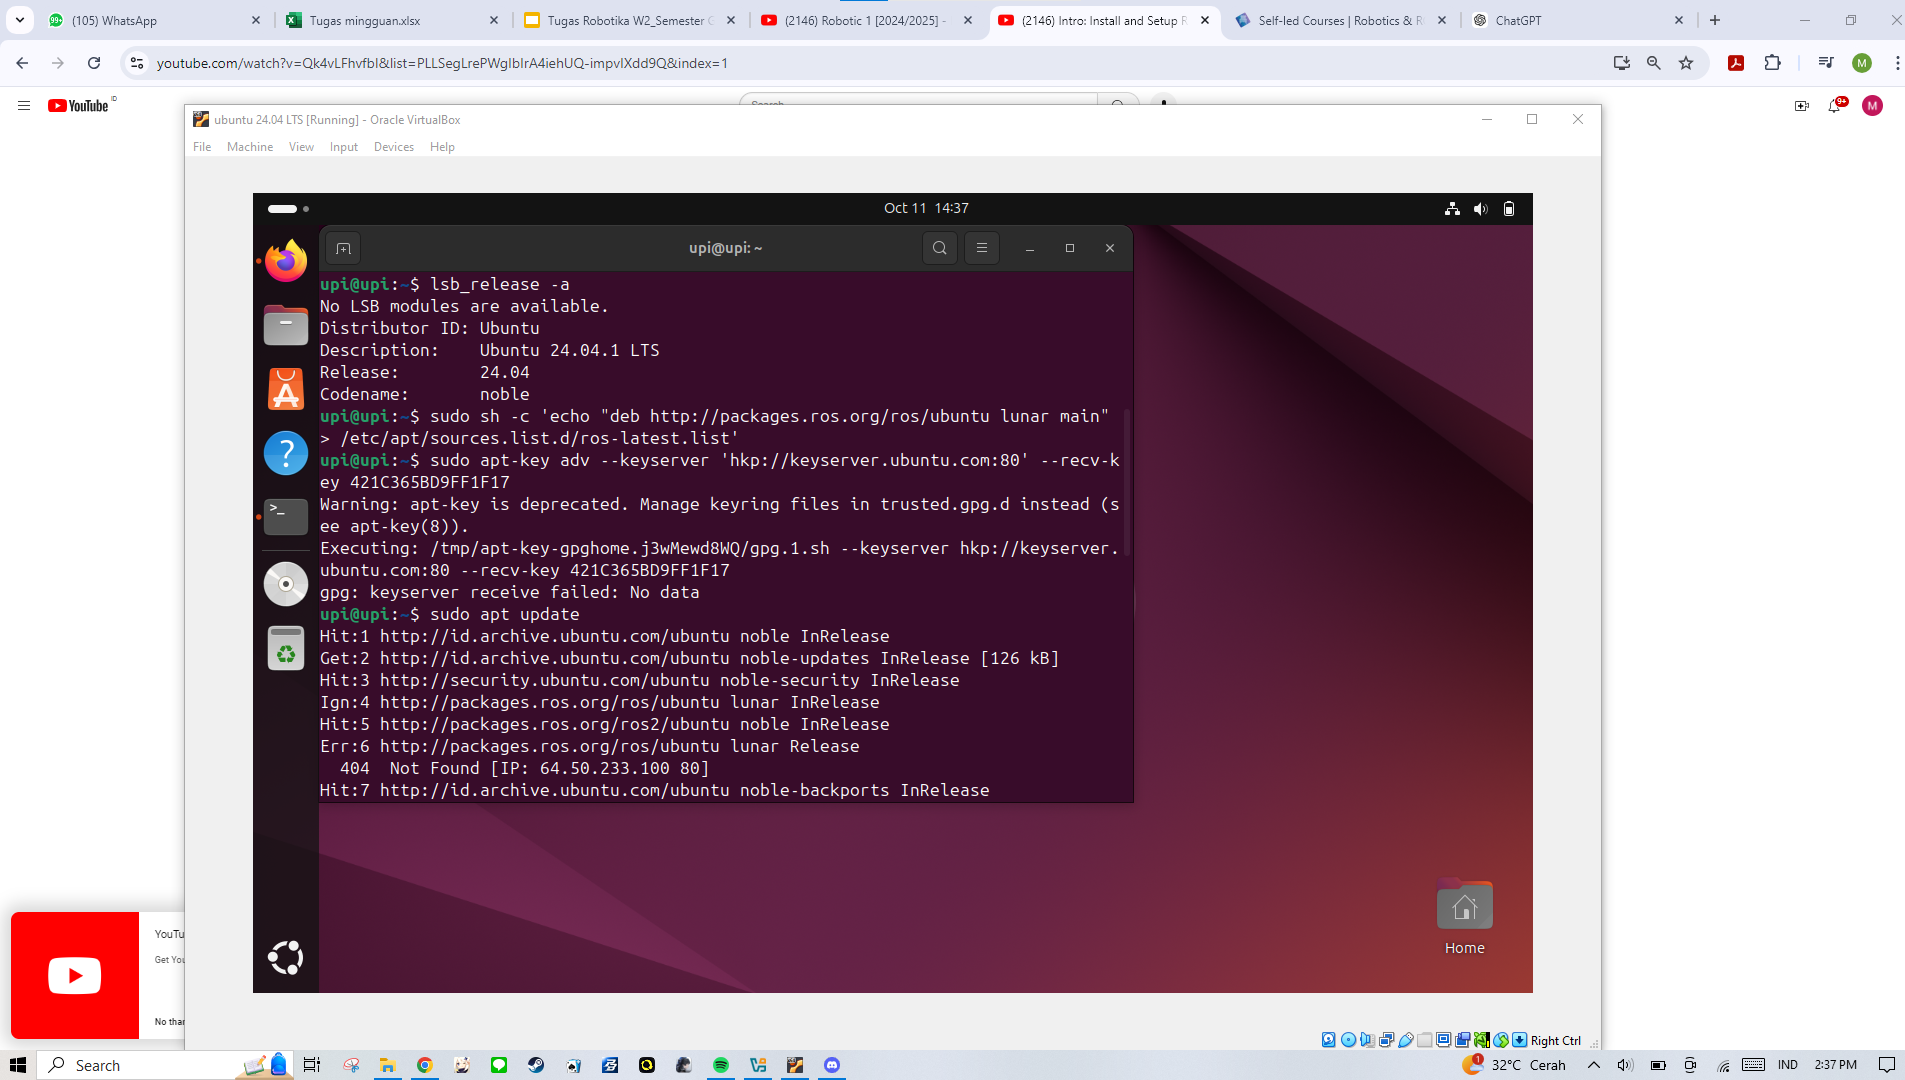 (105) WhatsApp
Tugas mingguan.xlsx
Tugas Robotika W2_Semester G
(2146) Robotic 1 [2024/2025] -
(2146) Intro: Install and Setup R
Self-led Courses | Robotics & R
ChatGPT
youtube.com/watch?v=Qk4vLFhvfbI&list=PLLSegLrePWgIbIrA4iehUQ-impvlXdd9Q&index=1
M
YouTube ID
Search
9+
M
ubuntu 24.04 LTS [Running] - Oracle VirtualBox
File Machine View Input Devices Help
Oct 11 14:37
upi@upi: ~
upi@upi:~$ lsb_release -a
No LSB modules are available.
Distributor ID: Ubuntu
Description:    Ubuntu 24.04.1 LTS
Release:        24.04
Codename:       noble
upi@upi:~$ sudo sh -c 'echo "deb http://packages.ros.org/ros/ubuntu lunar main"
> /etc/apt/sources.list.d/ros-latest.list'
upi@upi:~$ sudo apt-key adv --keyserver 'hkp://keyserver.ubuntu.com:80' --recv-k
ey 421C365BD9FF1F17
Warning: apt-key is deprecated. Manage keyring files in trusted.gpg.d instead (s
ee apt-key(8)).
Executing: /tmp/apt-key-gpghome.j3wMewd8WQ/gpg.1.sh --keyserver hkp://keyserver.
ubuntu.com:80 --recv-key 421C365BD9FF1F17
gpg: keyserver receive failed: No data
upi@upi:~$ sudo apt update
Hit:1 http://id.archive.ubuntu.com/ubuntu noble InRelease
Get:2 http://id.archive.ubuntu.com/ubuntu noble-updates InRelease [126 kB]
Hit:3 http://security.ubuntu.com/ubuntu noble-security InRelease
Ign:4 http://packages.ros.org/ros/ubuntu lunar InRelease
Hit:5 http://packages.ros.org/ros2/ubuntu noble InRelease
Err:6 http://packages.ros.org/ros/ubuntu lunar Release
  404  Not Found [IP: 64.50.233.100 80]
Hit:7 http://id.archive.ubuntu.com/ubuntu noble-backports InRelease
Home
YouTu
Get You
No than
Right Ctrl
Search
1
32°C Cerah
IND
2:37 PM